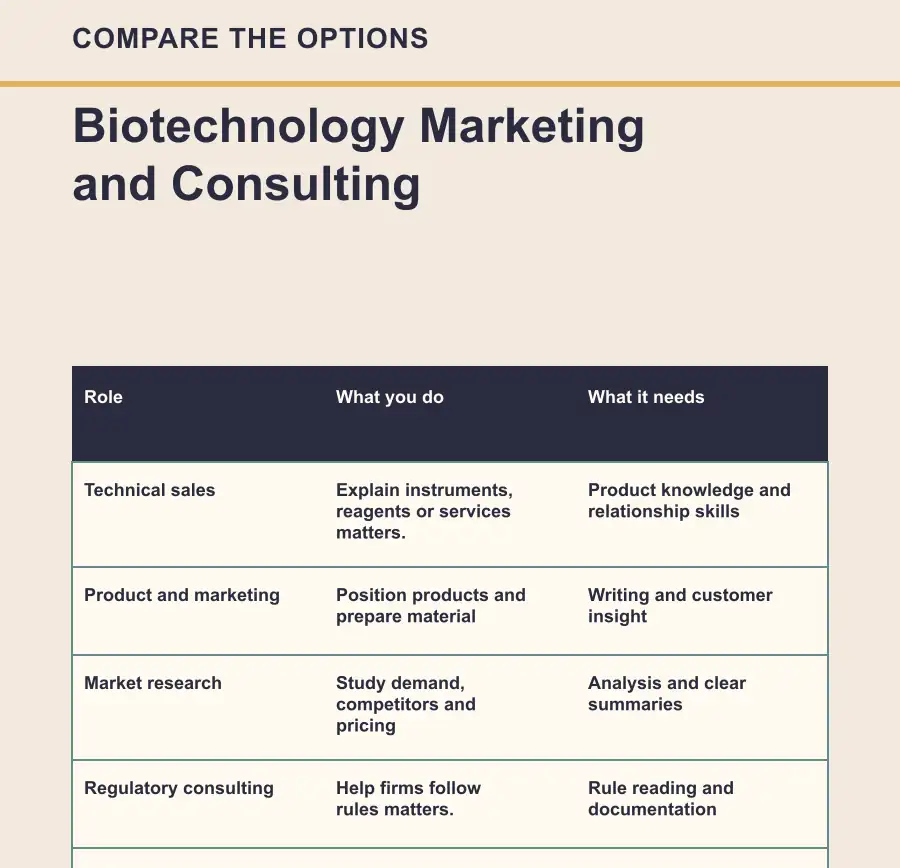 COMPARE THE OPTIONS
Biotechnology Marketing
and Consulting
Role
What you do
What it needs
Technical sales
Explain instruments,
reagents or services
matters.
Product knowledge and
relationship skills
Product and marketing
Position products and
prepare material
Writing and customer
insight
Market research
Study demand,
competitors and
pricing
Analysis and clear
summaries
Regulatory consulting
Help firms follow
rules matters.
Rule reading and
documentation